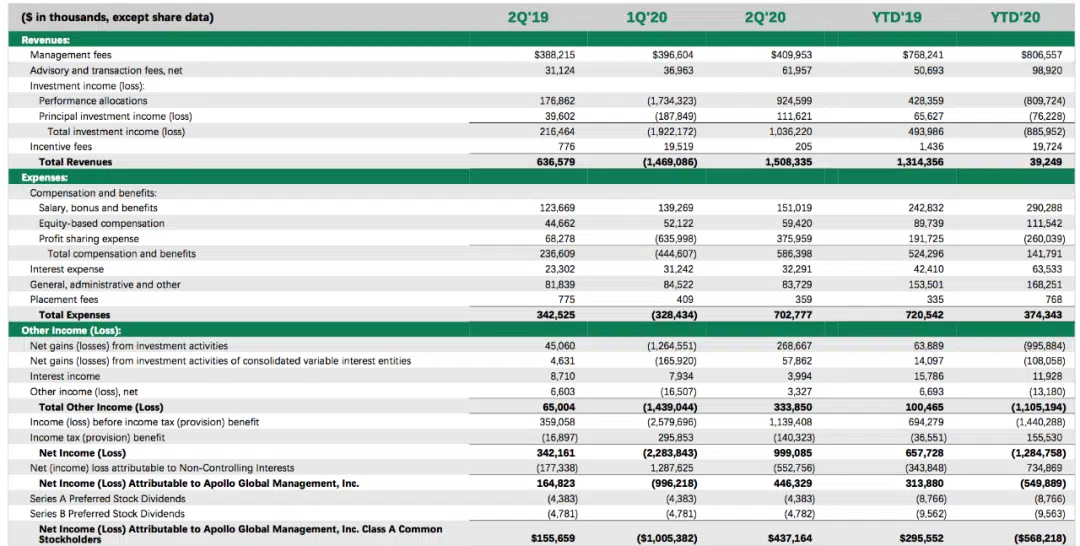 ($ in thousands, except share data) 2Q'19 1Q'20 2Q'20 YTD'19 YTD'20
Revenues:
Management fees $388,215 $396,604 $409,953 $768,241 $806,557
Advisory and transaction fees, net 31,124 36,963 61,957 50,693 98,920
Investment income (loss):
Performance allocations 176,862 (1,734,323) 924,599 428,359 (809,724)
Principal investment income (loss) 39,602 (187,849) 111,621 65,627 (76,228)
Total investment income (loss) 216,464 (1,922,172) 1,036,220 493,986 (885,952)
Incentive fees 776 19,519 205 1,436 19,724
Total Revenues 636,579 (1,469,086) 1,508,335 1,314,356 39,249
Expenses:
Compensation and benefits:
Salary, bonus and benefits 123,669 139,269 151,019 242,832 290,288
Equity-based compensation 44,662 52,122 59,420 89,739 111,542
Profit sharing expense 68,278 (635,998) 375,959 191,725 (260,039)
Total compensation and benefits 236,609 (444,607) 586,398 524,296 141,791
Interest expense 23,302 31,242 32,291 42,410 63,533
General, administrative and other 81,839 84,522 83,729 153,501 168,251
Placement fees 775 409 359 335 768
Total Expenses 342,525 (328,434) 702,777 720,542 374,343
Other Income (Loss):
Net gains (losses) from investment activities 45,060 (1,264,551) 268,667 63,889 (995,884)
Net gains (losses) from investment activities of consolidated variable interest entities 4,631 (165,920) 57,862 14,097 (108,058)
Interest income 8,710 7,934 3,994 15,786 11,928
Other income (loss), net 6,603 (16,507) 3,327 6,693 (13,180)
Total Other Income (Loss) 65,004 (1,439,044) 333,850 100,465 (1,105,194)
Income (loss) before income tax (provision) benefit 359,058 (2,579,696) 1,139,408 694,279 (1,440,288)
Income tax (provision) benefit (16,897) 295,853 (140,323) (36,551) 155,530
Net Income (Loss) 342,161 (2,283,843) 999,085 657,728 (1,284,758)
Net (income) loss attributable to Non-Controlling Interests (177,338) 1,287,625 (552,756) (343,848) 734,869
Net Income (Loss) Attributable to Apollo Global Management, Inc. 164,823 (996,218) 446,329 313,880 (549,889)
Series A Preferred Stock Dividends (4,383) (4,383) (4,383) (8,766) (8,766)
Series B Preferred Stock Dividends (4,781) (4,781) (4,782) (9,562) (9,563)
Net Income (Loss) Attributable to Apollo Global Management, Inc. Class A Common
Stockholders $155,659 ($1,005,382) $437,164 $295,552 ($568,218)